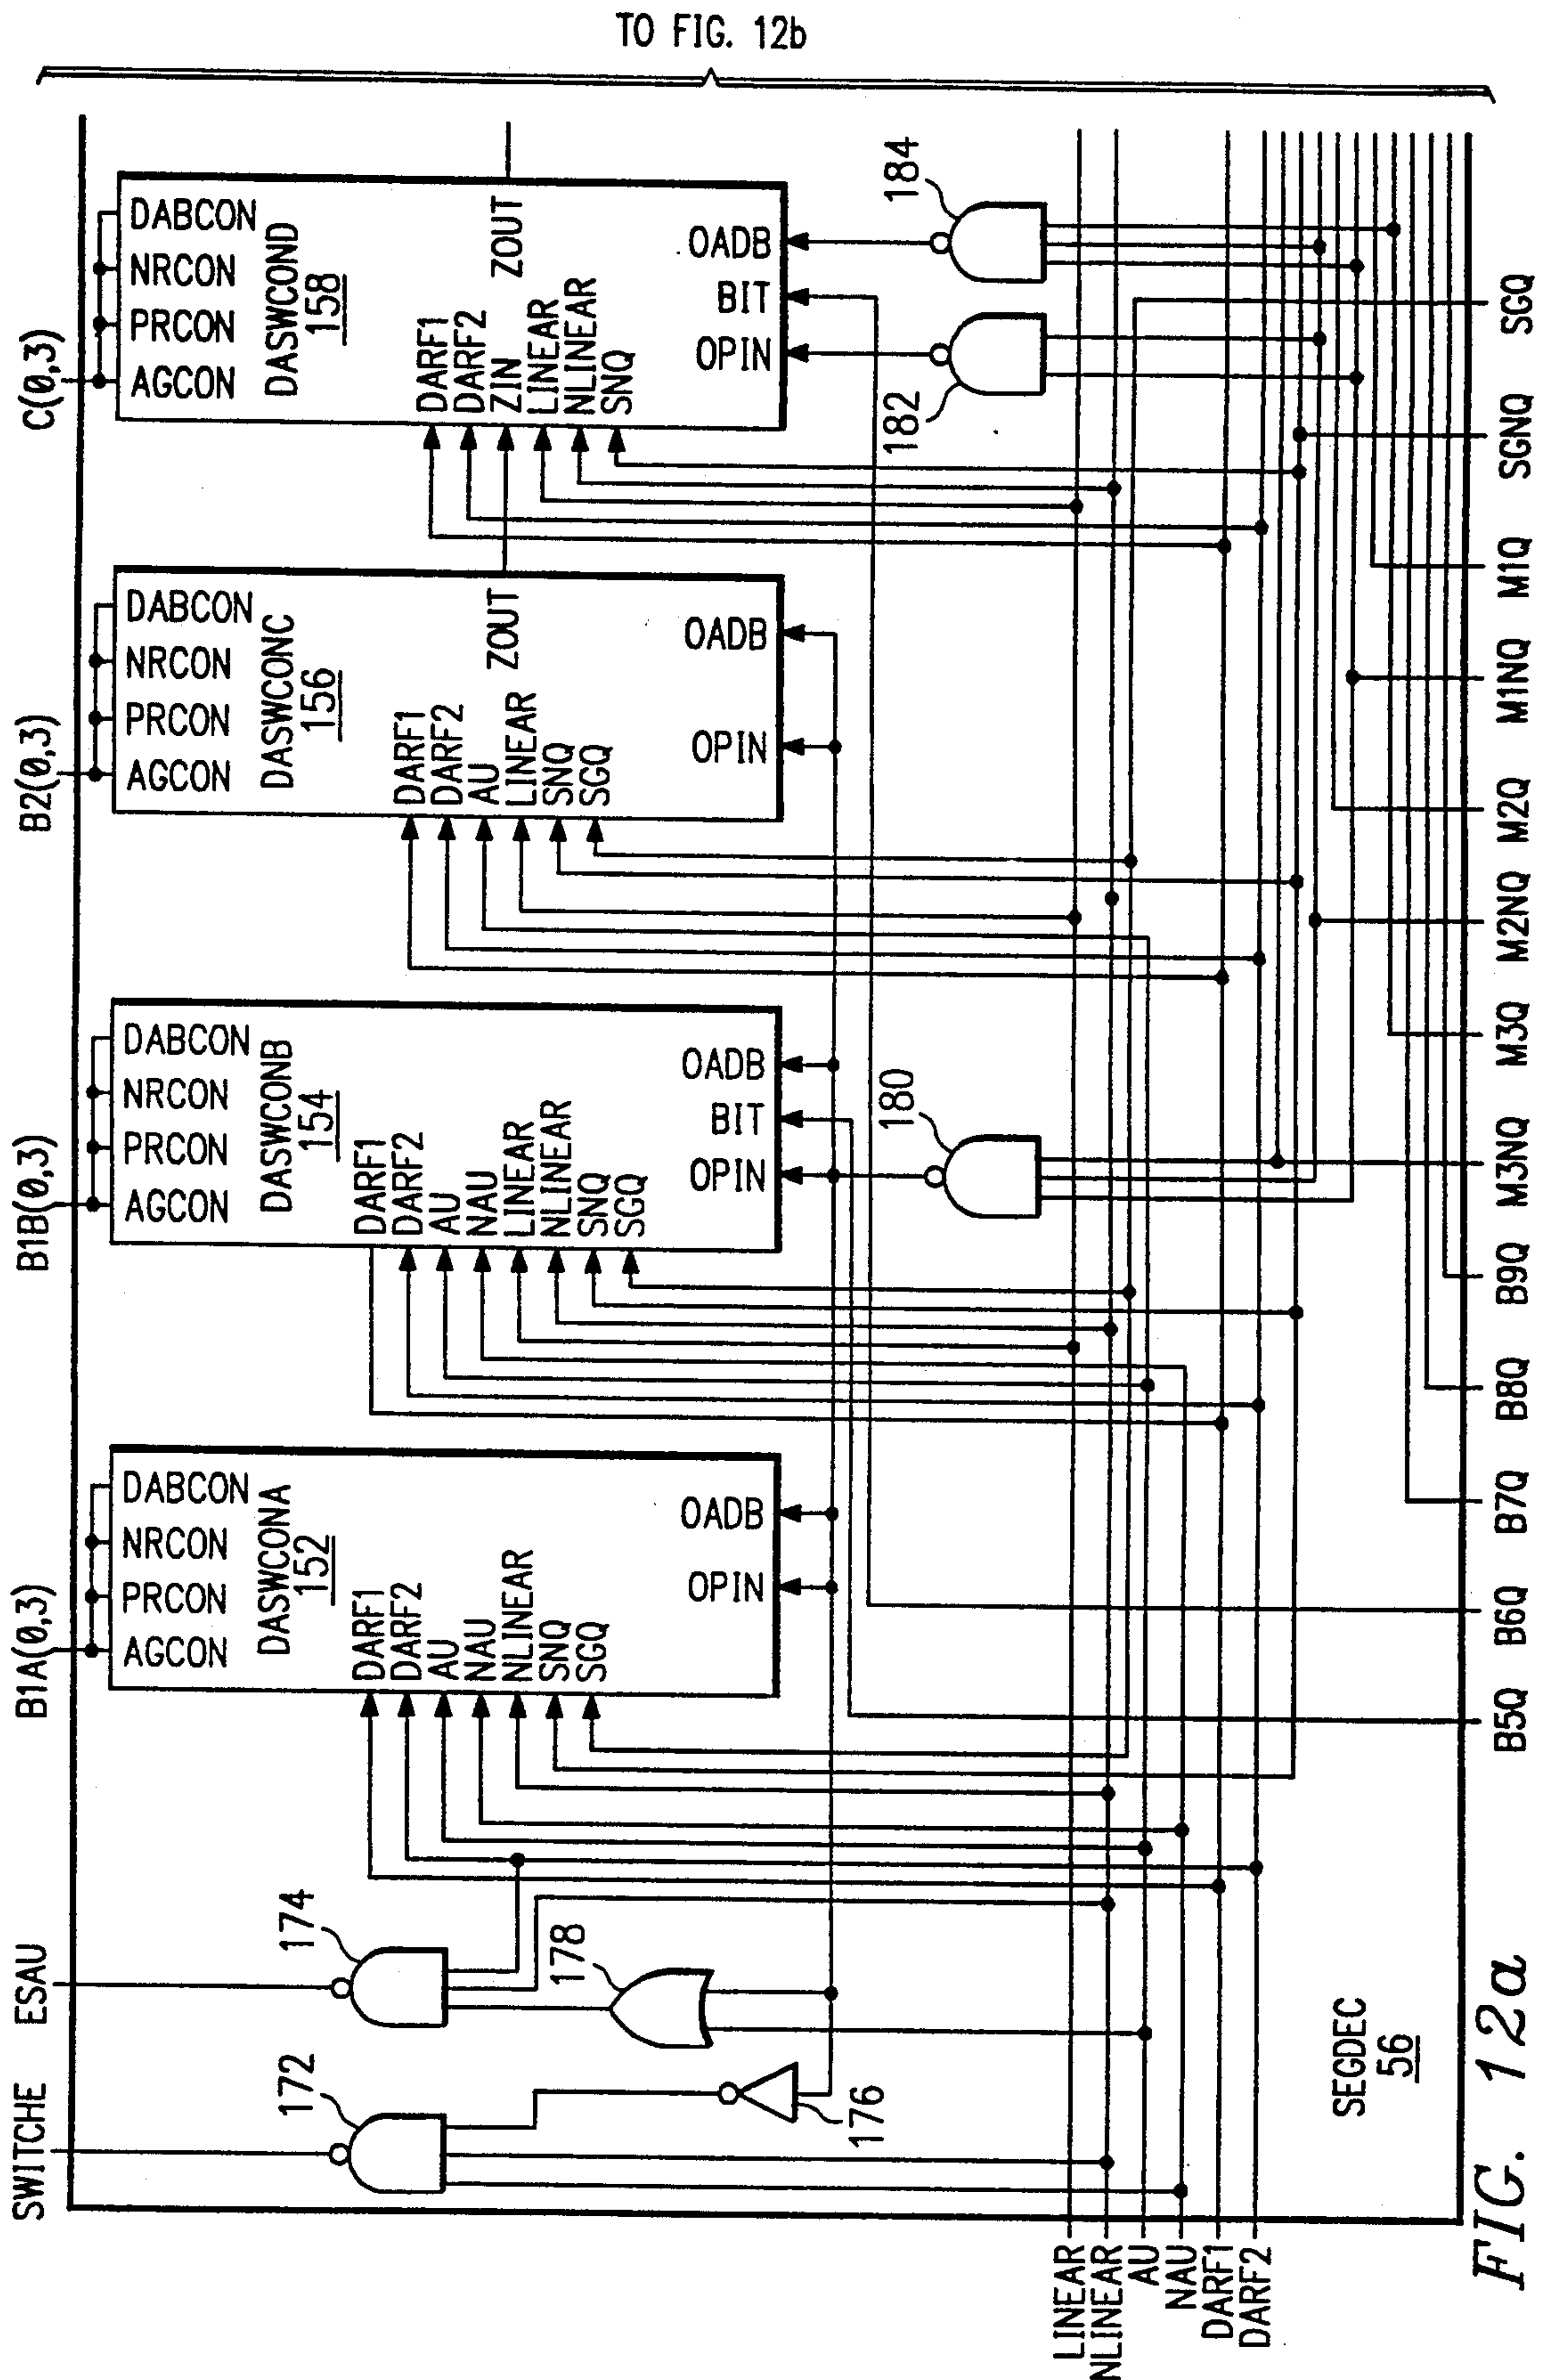 TO FIG. 12b
SWITCHE
ESAU
B1A(0,3)
B1B(0,3)
B2(0,3)
C(0,3)
172
174
176
178
AGCON
PRCON
NRCON
DABCON
DASWCONA
152
DARF1
DARF2
AU
NAU
NLINEAR
SNQ
SGQ
OPIN
OADB
AGCON
PRCON
NRCON
DABCON
DASWCONB
154
DARF1
DARF2
AU
NAU
LINEAR
NLINEAR
SNQ
SGQ
OPIN
BIT
OADB
180
AGCON
PRCON
NRCON
DABCON
DASWCONC
156
DARF1
DARF2
AU
LINEAR
SNQ
SGQ
ZOUT
OPIN
OADB
AGCON
PRCON
NRCON
DABCON
DASWCOND
158
DARF1
DARF2
ZIN
LINEAR
NLINEAR
SNQ
ZOUT
OPIN
BIT
OADB
182
184
LINEAR
NLINEAR
AU
NAU
DARF1
DARF2
SEGDEC
56
B5Q
B6Q
B7Q
B8Q
B9Q
M3NQ
M3Q
M2NQ
M2Q
M1NQ
M1Q
SGNQ
SGQ
FIG. 12a